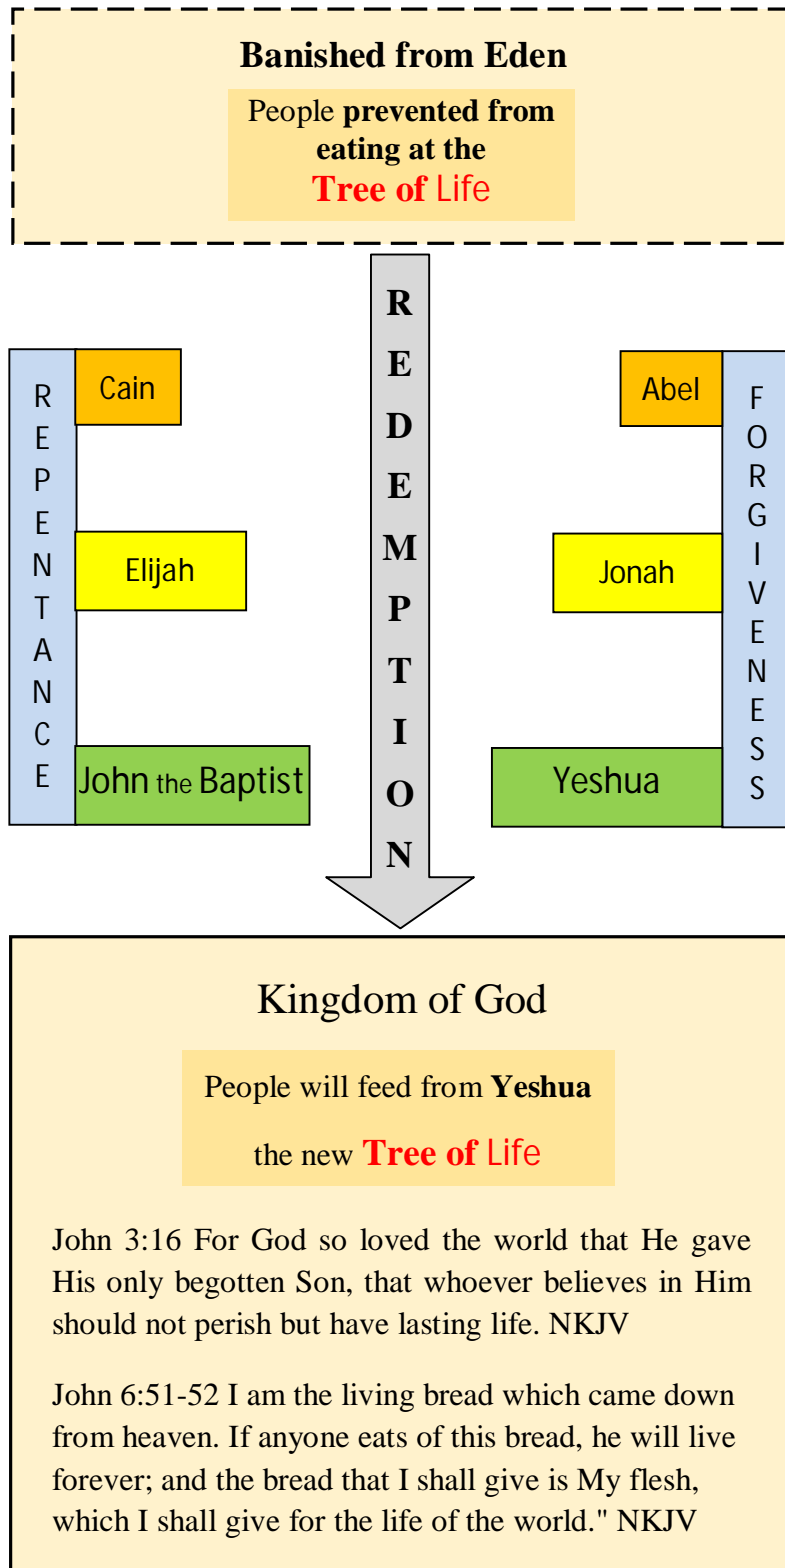 Banished from Eden
People prevented from
eating at the
Tree of Life
REDEMPTION
REPENTANCE
Cain
Abel
FORGIVENESS
Elijah
Jonah
John the Baptist
Yeshua
Kingdom of God
People will feed from Yeshua
the new Tree of Life
John 3:16 For God so loved the world that He gave
His only begotten Son, that whoever believes in Him
should not perish but have lasting life. NKJV
John 6:51-52 I am the living bread which came down
from heaven. If anyone eats of this bread, he will live
forever; and the bread that I shall give is My flesh,
which I shall give for the life of the world." NKJV